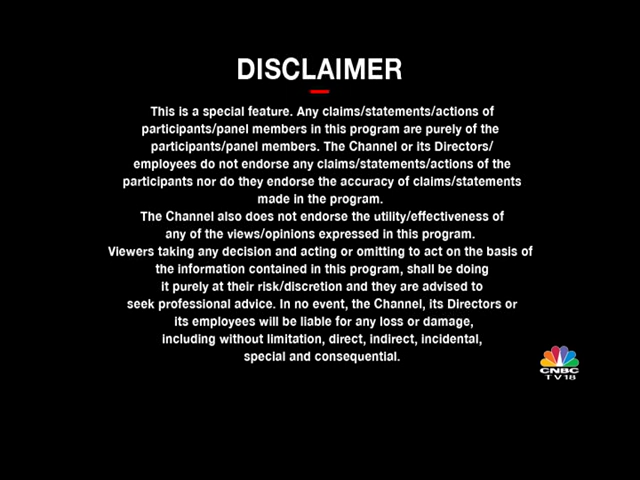 DISCLAIMER
This is a special feature. Any claims/statements/actions of
participants/panel members in this program are purely of the
participants/panel members. The Channel or its Directors/
employees do not endorse any claims/statements/actions of the
participants nor do they endorse the accuracy of claims/statements
made in the program.
The Channel also does not endorse the utility/effectiveness of
any of the views/opinions expressed in this program.
Viewers taking any decision and acting or omitting to act on the basis of
the information contained in this program, shall be doing
it purely at their risk/discretion and they are advised to
seek professional advice. In no event, the Channel, its Directors or
its employees will be liable for any loss or damage,
including without limitation, direct, indirect, incidental,
special and consequential.
CNBC
TV18